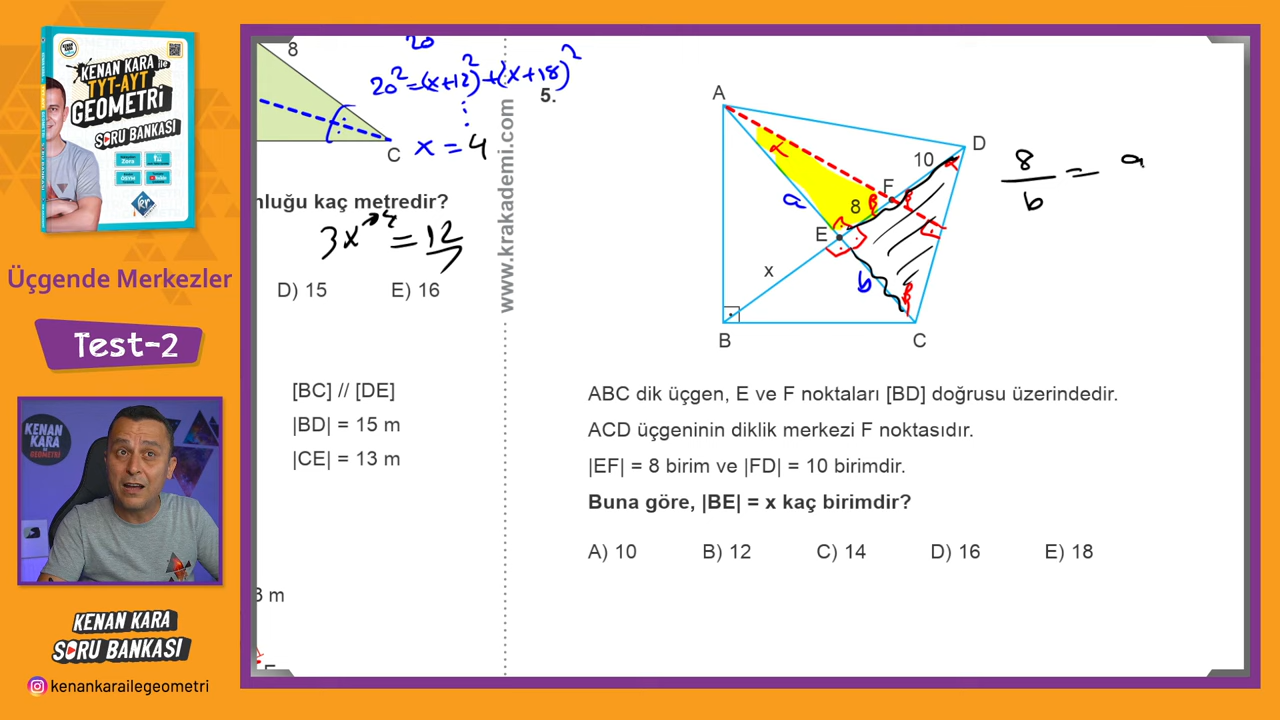 KENAN KARA ile
TYT-AYT
GEOMETRİ
SORU BANKASI
Üçgende Merkezler
Test-2
KENAN KARA
SORU BANKASI
kenankarailegeometri
8
20
20² = (x+12)² + (x+18)²
C
x = 4
nluğu kaç metredir?
3x = 12
D) 15 E) 16
[BC] // [DE]
|BD| = 15 m
|CE| = 13 m
3 m
www.krakademi.com
5.
A
D
10
F
8
E
x
B
C
a
b
α
β
8/b = a
ABC dik üçgen, E ve F noktaları [BD] doğrusu üzerindedir.
ACD üçgeninin diklik merkezi F noktasıdır.
|EF| = 8 birim ve |FD| = 10 birimdir.
Buna göre, |BE| = x kaç birimdir?
A) 10 B) 12 C) 14 D) 16 E) 18